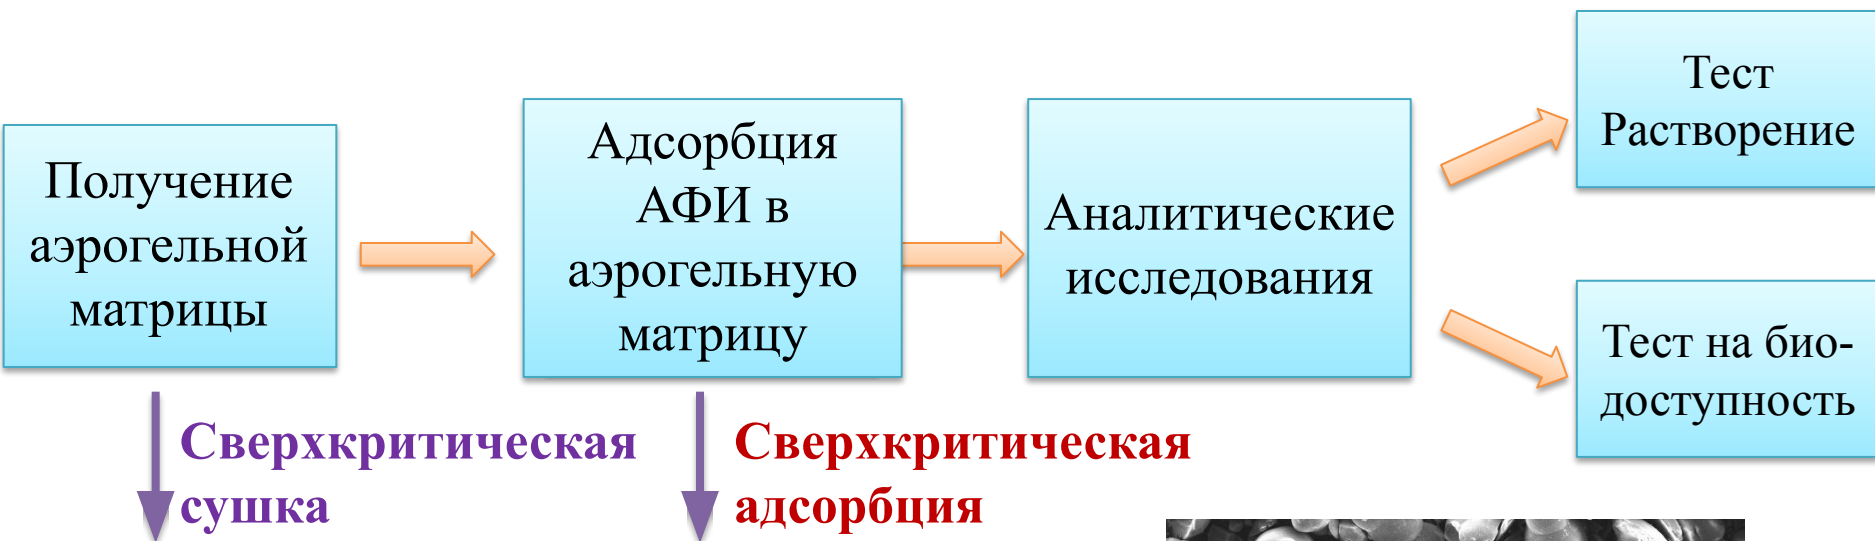 Получение
аэрогельной
матрицы
Адсорбция
АФИ в
аэрогельную
матрицу
Аналитические
исследования
Тест
Растворение
Тест на био-
доступность
Сверхкритическая
сушка
Сверхкритическая
адсорбция